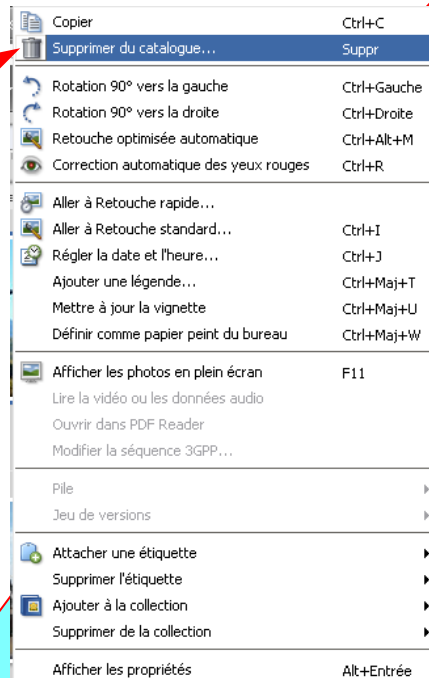 Copier Ctrl+C
Supprimer du catalogue... Suppr
Rotation 90° vers la gauche Ctrl+Gauche
Rotation 90° vers la droite Ctrl+Droite
Retouche optimisée automatique Ctrl+Alt+M
Correction automatique des yeux rouges Ctrl+R
Aller à Retouche rapide...
Aller à Retouche standard... Ctrl+I
Régler la date et l'heure... Ctrl+J
Ajouter une légende... Ctrl+Maj+T
Mettre à jour la vignette Ctrl+Maj+U
Définir comme papier peint du bureau Ctrl+Maj+W
Afficher les photos en plein écran F11
Lire la vidéo ou les données audio
Ouvrir dans PDF Reader
Modifier la séquence 3GPP...
Pile
Jeu de versions
Attacher une étiquette
Supprimer l'étiquette
Ajouter à la collection
Supprimer de la collection
Afficher les propriétés Alt+Entrée